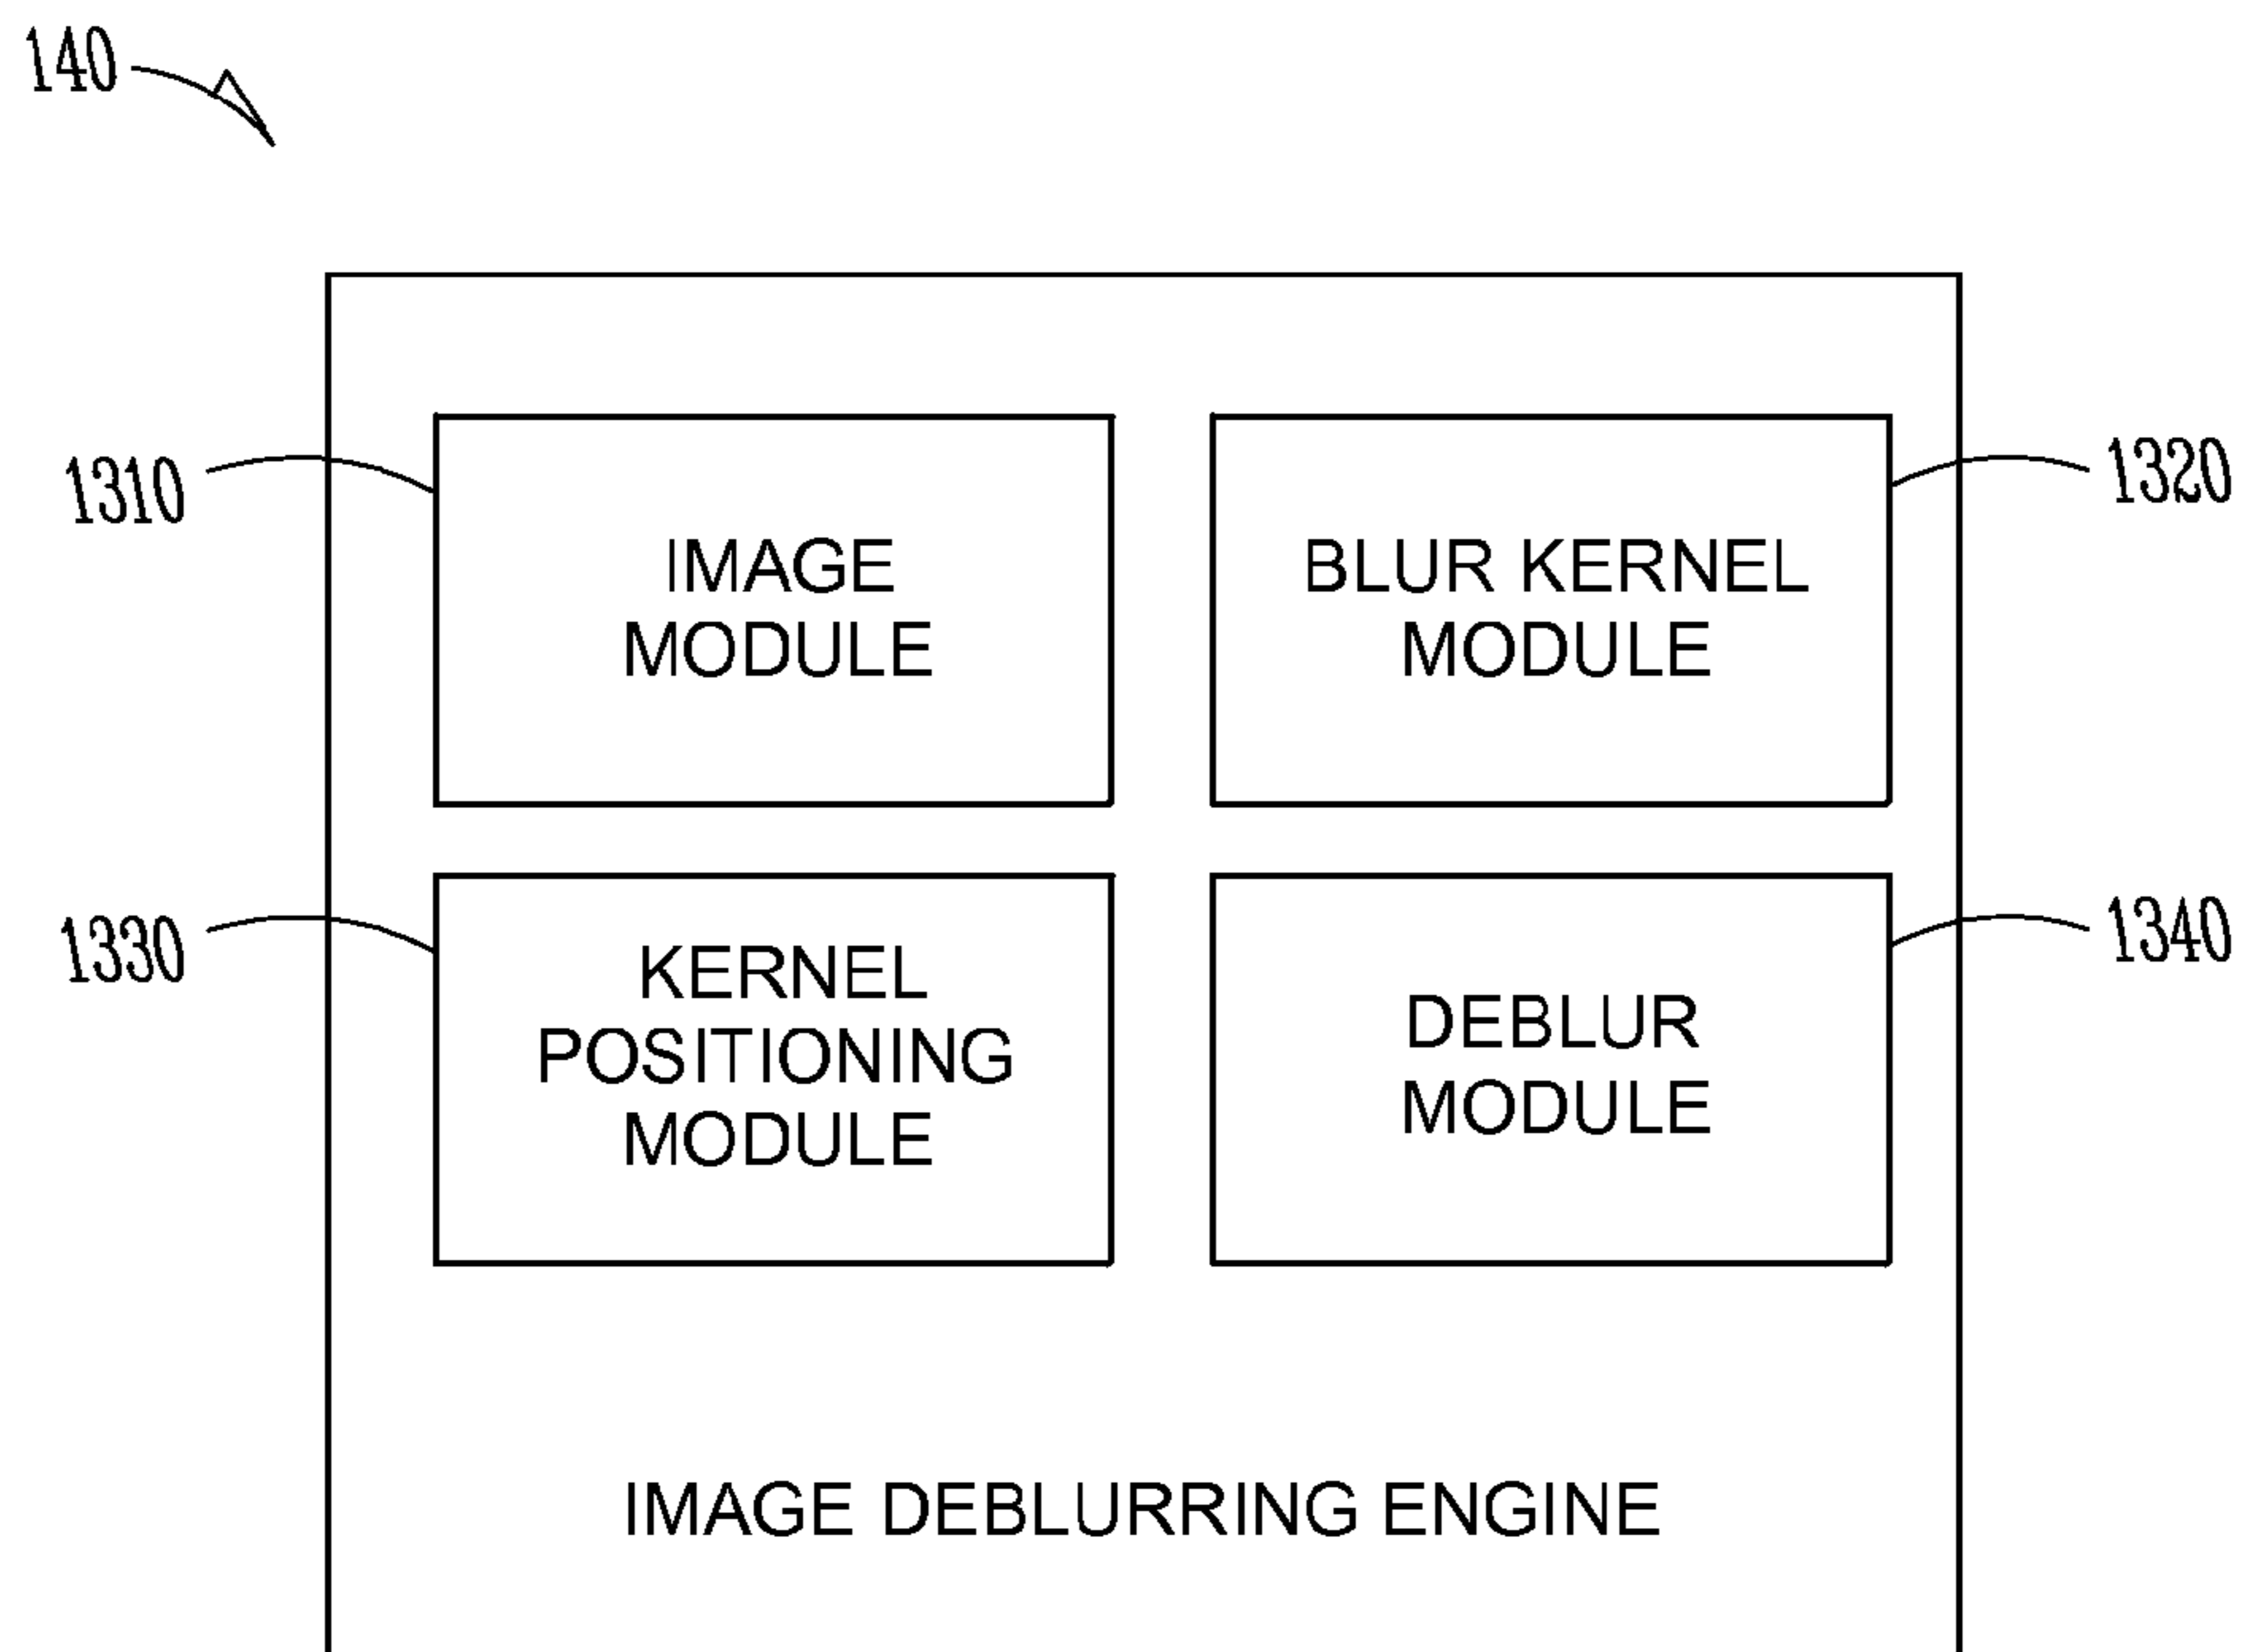 140
1310
IMAGE
MODULE
1320
BLUR KERNEL
MODULE
1330
KERNEL
POSITIONING
MODULE
1340
DEBLUR
MODULE
IMAGE DEBLURRING ENGINE